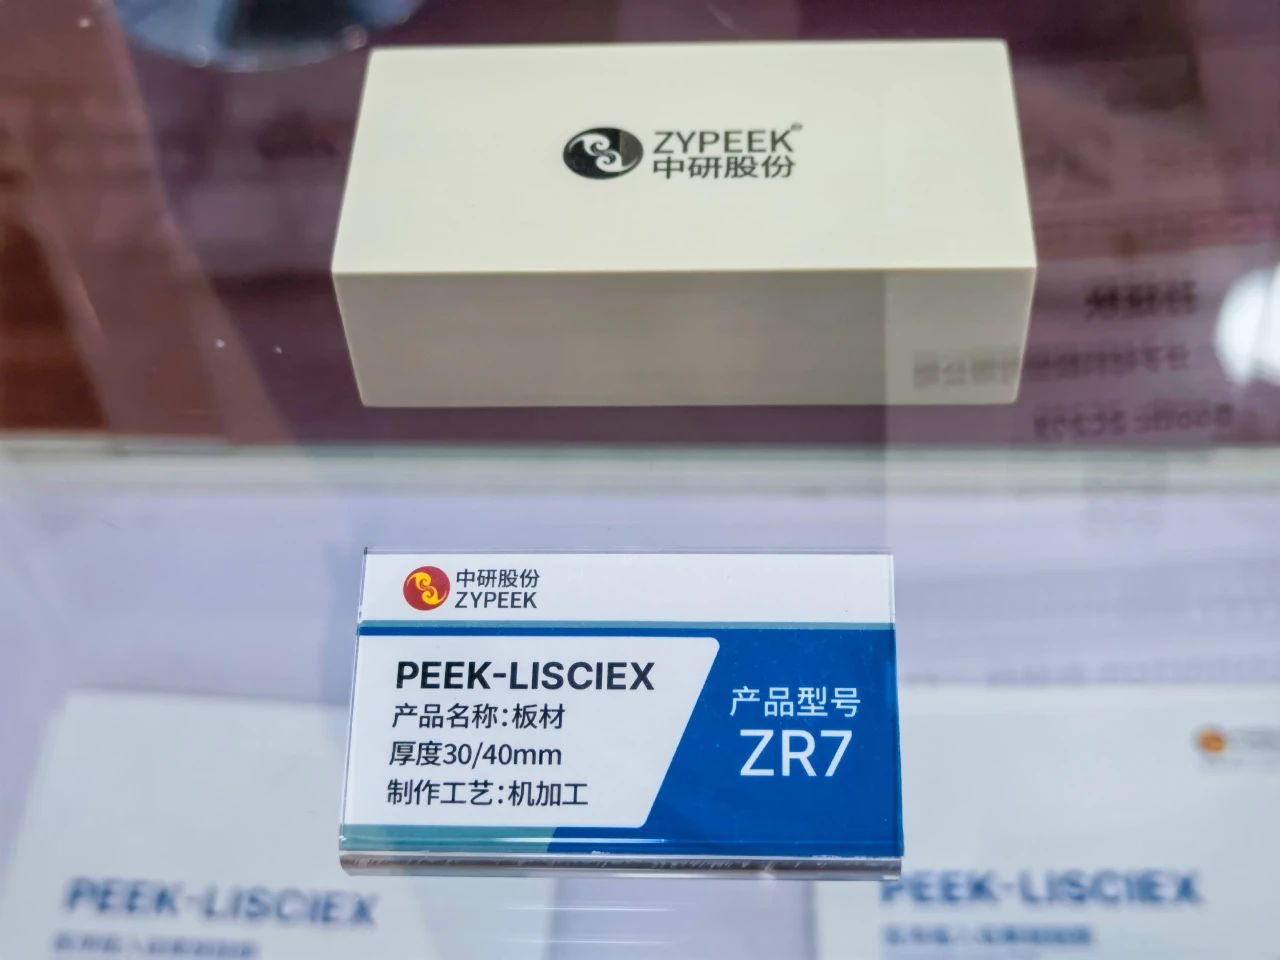 ZYPEEK®
中研股份
中研股份
ZYPEEK
PEEK-LISCIEX
产品名称:板材
厚度30/40mm
制作工艺:机加工
产品型号
ZR7
PEEK-LISCIEX
PEEK-LISCIEX